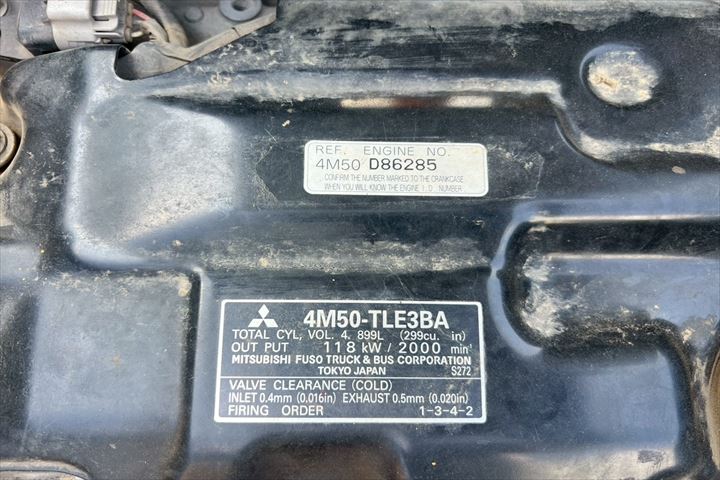 REF. ENGINE NO.
4M50 D86285
CONFIRM THE NUMBER MARKED TO THE CRANKCASE
WHEN YOU WILL KNOW THE ENGINE I.D. NUMBER.
4M50-TLE3BA
TOTAL CYL, VOL. 4. 899L (299cu. in)
OUT PUT 118 kW / 2000 min⁻¹
MITSUBISHI FUSO TRUCK & BUS CORPORATION
TOKYO JAPAN S272
VALVE CLEARANCE (COLD)
INLET 0.4mm (0.016in) EXHAUST 0.5mm (0.020in)
FIRING ORDER 1-3-4-2